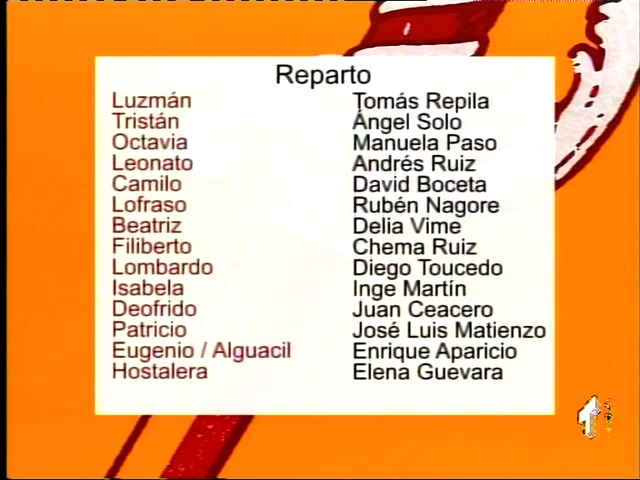 Reparto
Luzmán Tomás Repila
Tristán Ángel Solo
Octavia Manuela Paso
Leonato Andrés Ruiz
Camilo David Boceta
Lofraso Rubén Nagore
Beatriz Delia Vime
Filiberto Chema Ruiz
Lombardo Diego Toucedo
Isabela Inge Martín
Deofrido Juan Ceacero
Patricio José Luis Matienzo
Eugenio / Alguacil Enrique Aparicio
Hostalera Elena Guevara